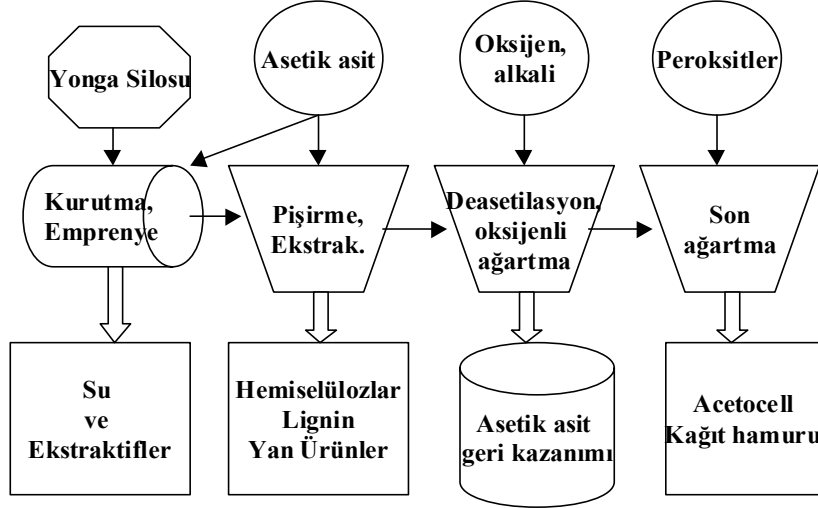 Yonga Silosu
Asetik asit
Oksijen,
alkali
Peroksitler
Kurutma,
Emprenye
Pişirme,
Ekstrak.
Deasetilasyon,
oksijenli
ağartma
Son
ağartma
Su
ve
Ekstraktifler
Hemiselülozlar
Lignin
Yan Ürünler
Asetik asit
geri kazanımı
Acetocell
Kağıt hamuru